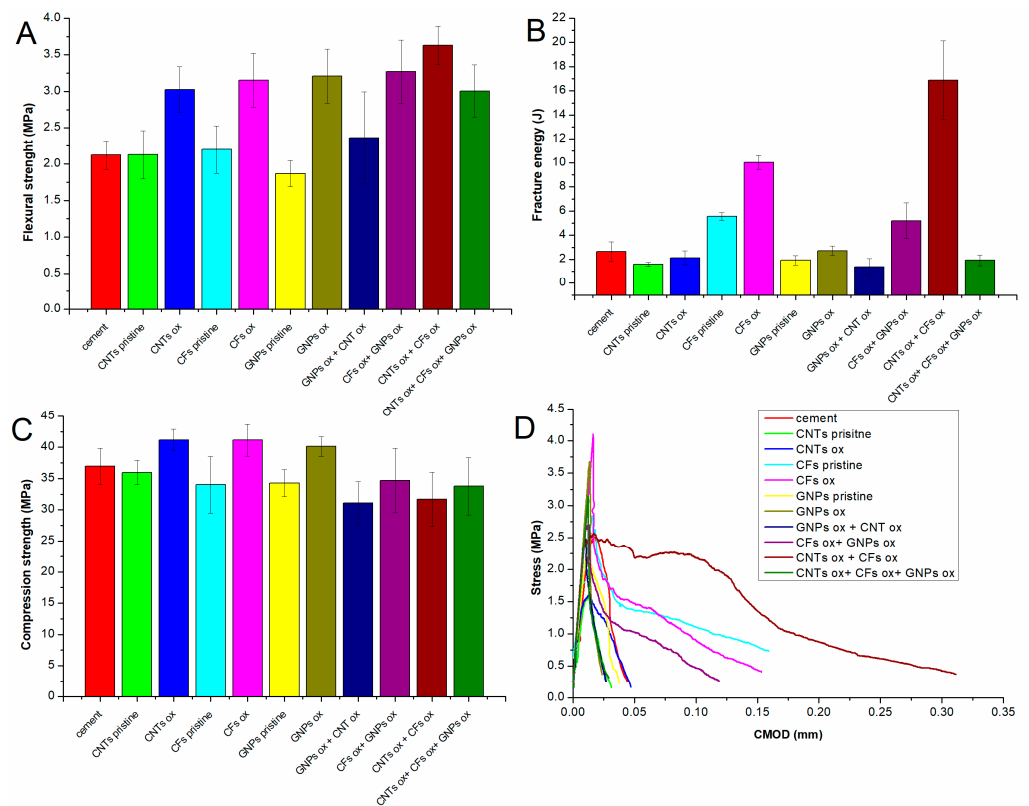 A
Flexural strenght (MPa)
4.0
3.5
3.0
2.5
2.0
1.5
1.0
0.5
0.0
cement
CNTs pristine
CNTs ox
CFs pristine
CFs ox
GNPs pristine
GNPs ox
GNPs ox + CNT ox
CFs ox+ GNPs ox
CNTs ox + CFs ox
CNTs ox+ CFs ox+ GNPs ox
B
Fracture energy (J)
22
20
18
16
14
12
10
8
6
4
2
0
cement
CNTs pristine
CNTs ox
CFs pristine
CFs ox
GNPs pristine
GNPs ox
GNPs ox + CNT ox
CFs ox+ GNPs ox
CNTs ox + CFs ox
CNTs ox+ CFs ox+ GNPs ox
C
Compression strength (MPa)
45
40
35
30
25
20
15
10
5
0
cement
CNTs pristine
CNTs ox
CFs pristine
CFs ox
GNPs pristine
GNPs ox
GNPs ox + CNT ox
CFs ox+ GNPs ox
CNTs ox + CFs ox
CNTs ox+ CFs ox+ GNPs ox
D
Stress (MPa)
4.5
4.0
3.5
3.0
2.5
2.0
1.5
1.0
0.5
0.0
0.00 0.05 0.10 0.15 0.20 0.25 0.30 0.35
CMOD (mm)
cement
CNTs prisitne
CNTs ox
CFs pristine
CFs ox
GNPs pristine
GNPs ox
GNPs ox + CNT ox
CFs ox+ GNPs ox
CNTs ox + CFs ox
CNTs ox+ CFs ox+ GNPs ox